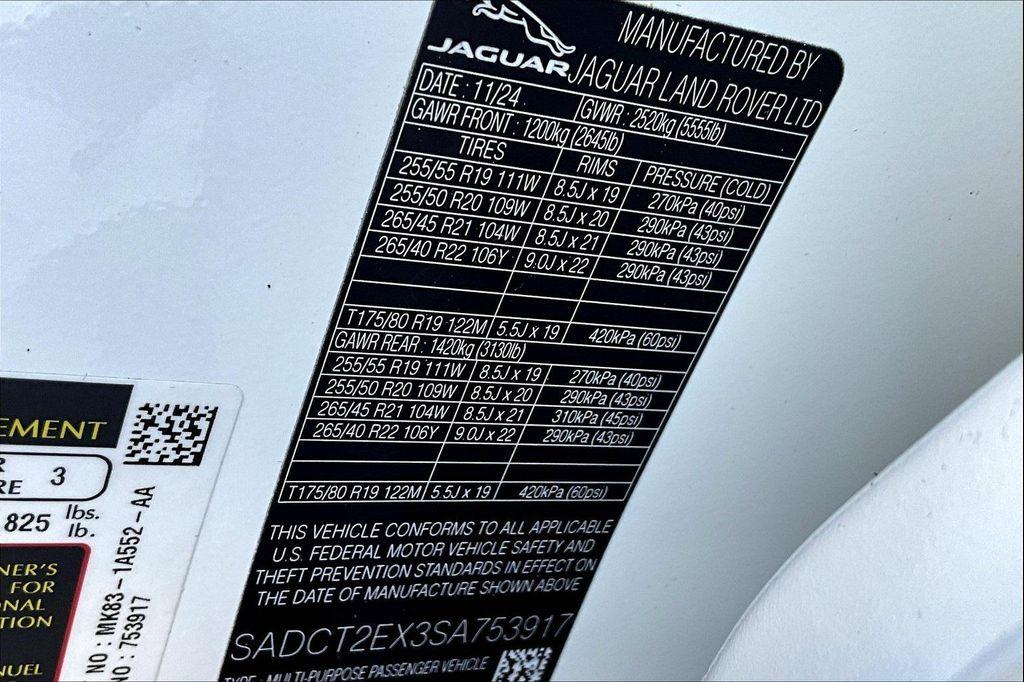 JAGUAR
MANUFACTURED BY
JAGUAR LAND ROVER LTD
DATE : 11/24 GVWR : 2520kg (5555lb)
GAWR FRONT : 1200kg (2645lb)
TIRES RIMS PRESSURE (COLD)
255/55 R19 111W 8.5J x 19 270kPa (40psi)
255/50 R20 109W 8.5J x 20 290kPa (43psi)
265/45 R21 104W 8.5J x 21 290kPa (43psi)
265/40 R22 106Y 9.0J x 22 290kPa (43psi)
T175/80 R19 122M 5.5J x 19 420kPa (60psi)
GAWR REAR : 1420kg (3130lb)
255/55 R19 111W 8.5J x 19 270kPa (40psi)
255/50 R20 109W 8.5J x 20 290kPa (43psi)
265/45 R21 104W 8.5J x 21 310kPa (45psi)
265/40 R22 106Y 9.0J x 22 290kPa (43psi)
T175/80 R19 122M 5.5J x 19 420kPa (60psi)
THIS VEHICLE CONFORMS TO ALL APPLICABLE
U.S. FEDERAL MOTOR VEHICLE SAFETY AND
THEFT PREVENTION STANDARDS IN EFFECT ON
THE DATE OF MANUFACTURE SHOWN ABOVE
SADCT2EX3SA753917
TYPE : MULTI-PURPOSE PASSENGER VEHICLE
EMENT
R
RE 3
825 lbs.
lb.
NER'S
FOR
NAL
TION
NUEL
NO : MK83-1A552-AA
NO : 753917